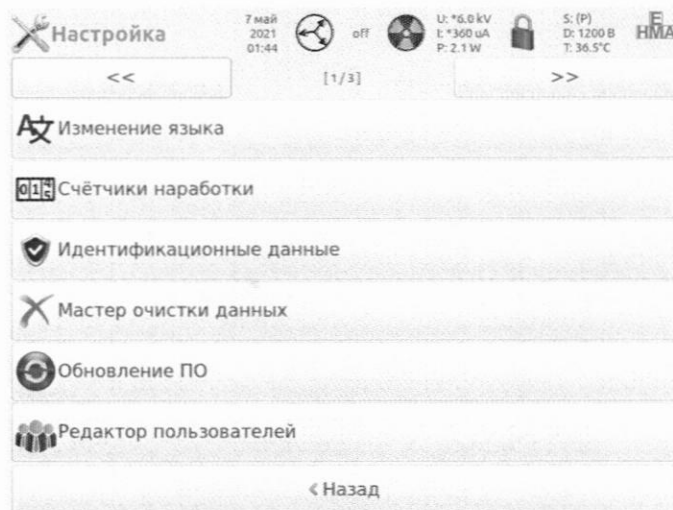 Настройка
7 май
2021
01:44
off
U: *6.0 kV
I: *360 uA
P: 2.1 W
S: (P)
D: 1200 В
T: 36.5°C
E
HMA
<<
[1/3]
>>
Изменение языка
Счётчики наработки
Идентификационные данные
Мастер очистки данных
Обновление ПО
Редактор пользователей
Назад